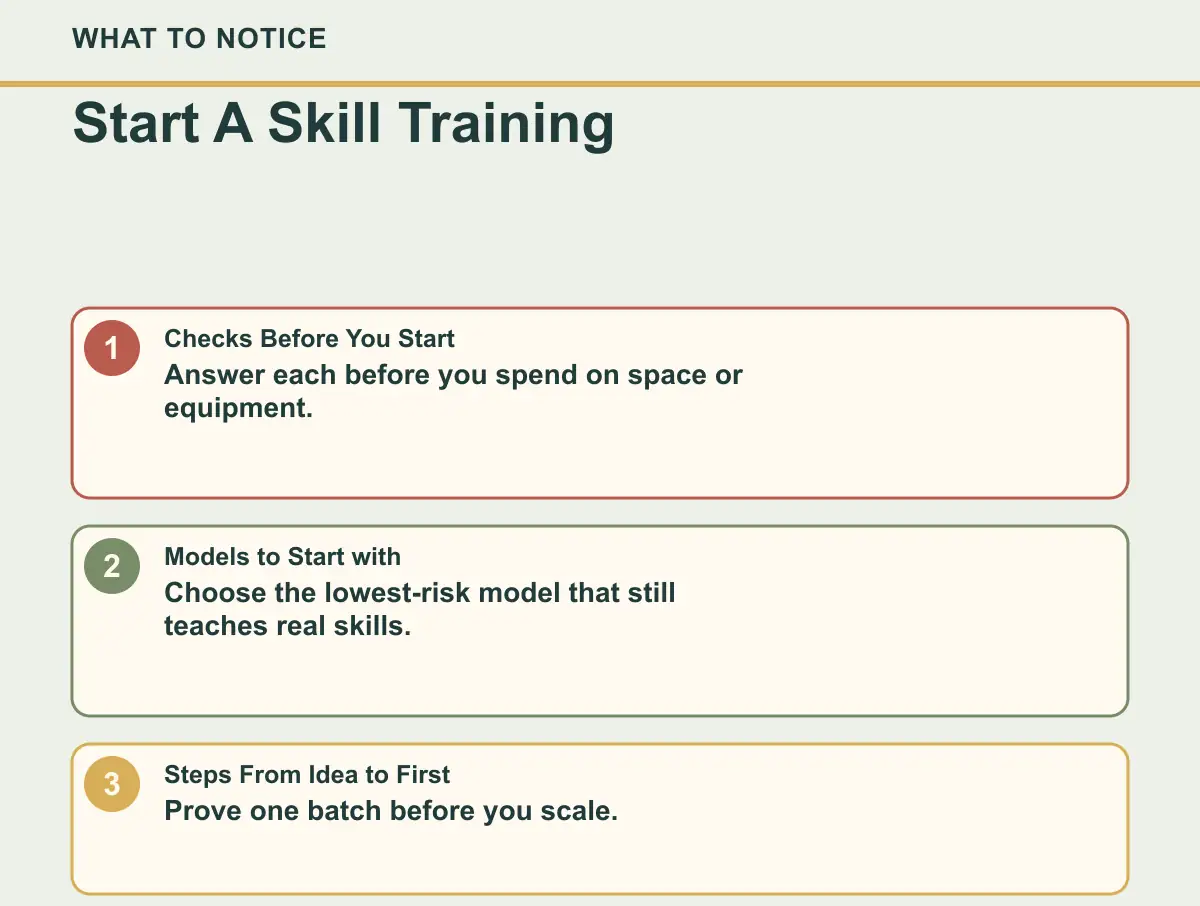 WHAT TO NOTICE
Start A Skill Training
1
Checks Before You Start
Answer each before you spend on space or
equipment.
2
Models to Start with
Choose the lowest-risk model that still
teaches real skills.
3
Steps From Idea to First
Prove one batch before you scale.